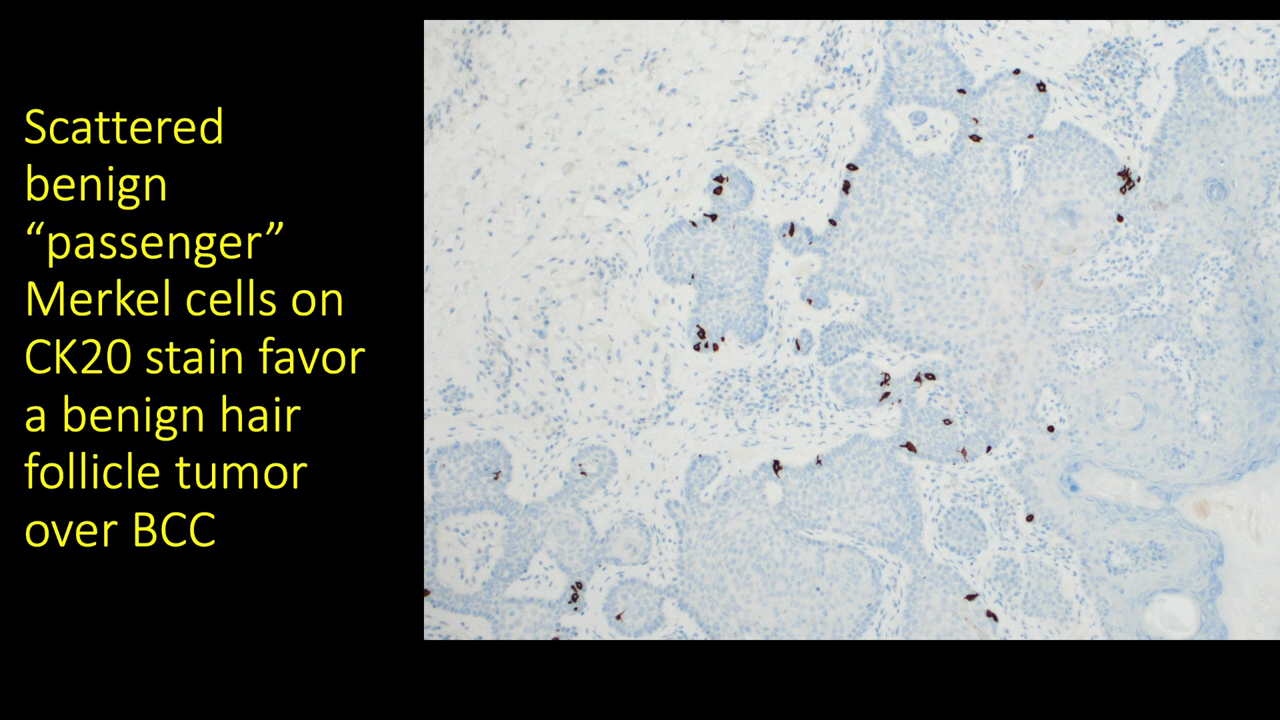 Scattered
benign
“passenger”
Merkel cells on
CK20 stain favor
a benign hair
follicle tumor
over BCC